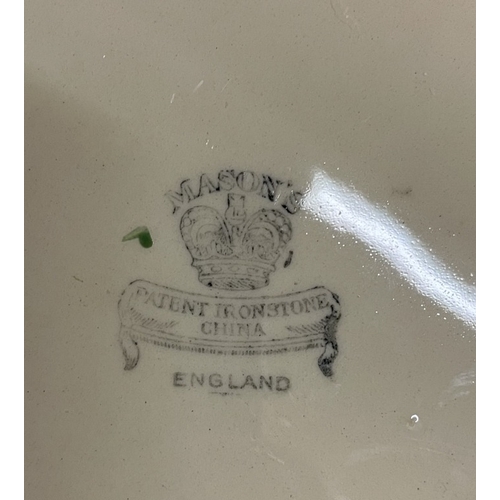 MASON'S
PATENT IRONSTONE
CHINA
ENGLAND